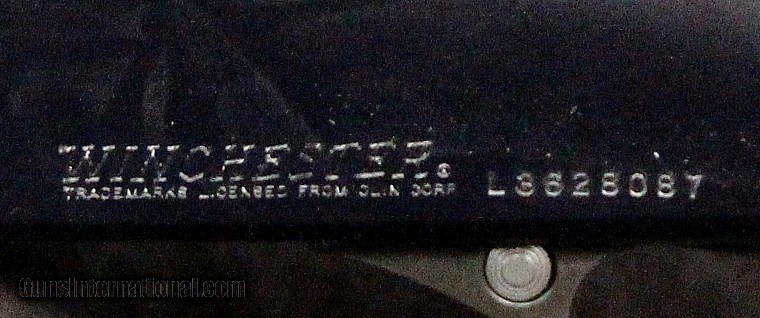 WINCHESTER®
TRADEMARKS LICENSED FROM OLIN CORP L3628087
GunsInternational.com